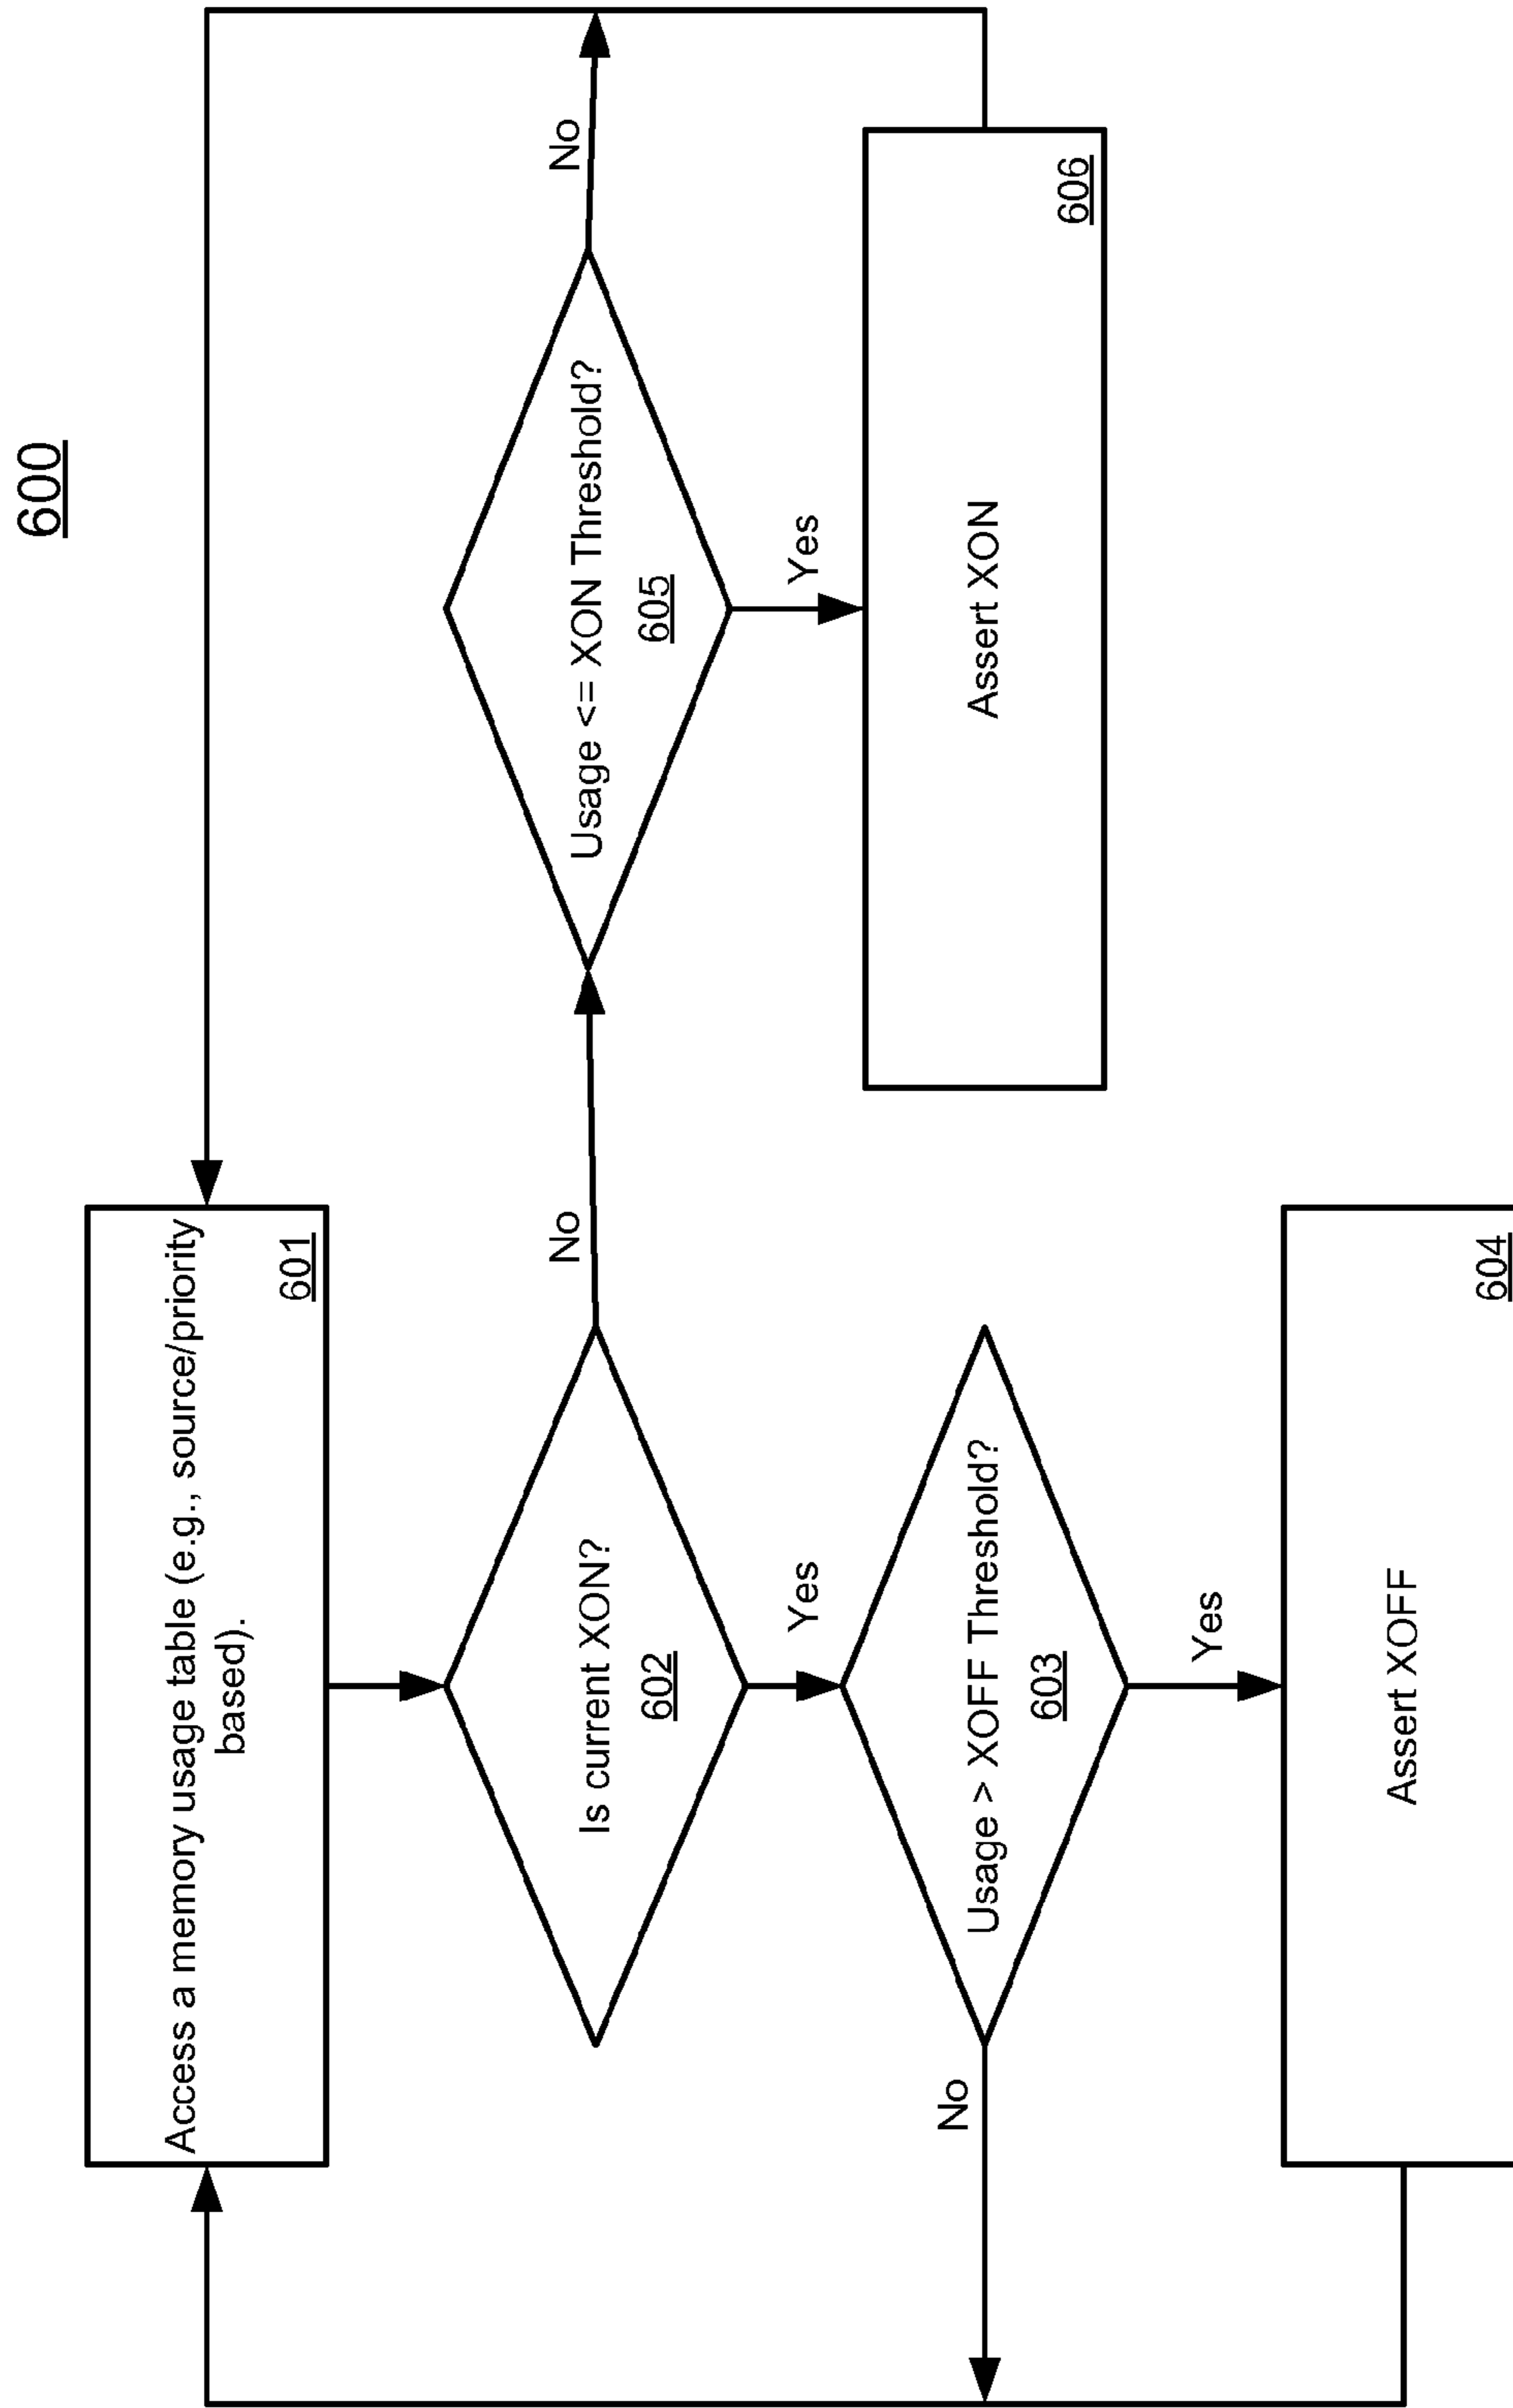 600
Access a memory usage table (e.g., source/priority
based).
601
Is current XON?
602
No
Yes
Usage <= XON Threshold?
605
No
Yes
Usage > XOFF Threshold?
603
No
Yes
Assert XON
606
Assert XOFF
604